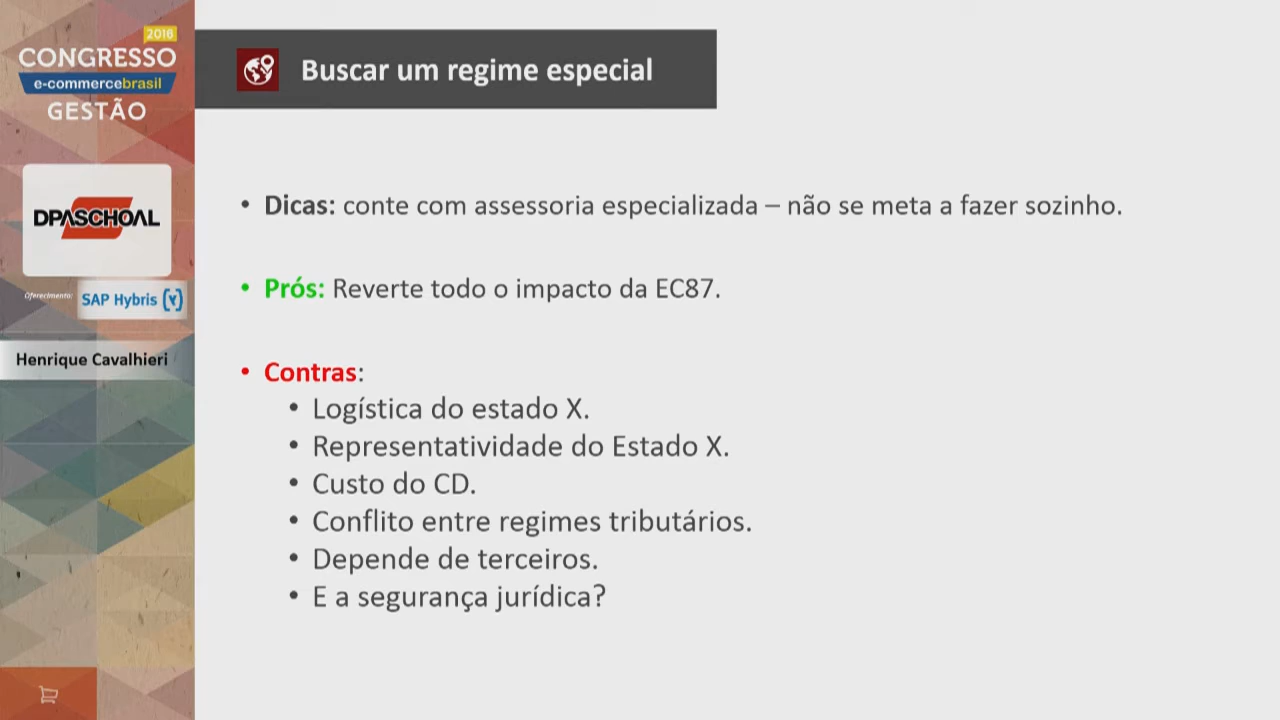 2016
CONGRESSO
e-commercebrasil
GESTÃO
DPASCHOAL
Oferecimento:
SAP Hybris (Y)
Henrique Cavalhieri
Buscar um regime especial
• Dicas: conte com assessoria especializada – não se meta a fazer sozinho.
• Prós: Reverte todo o impacto da EC87.
• Contras:
• Logística do estado X.
• Representatividade do Estado X.
• Custo do CD.
• Conflito entre regimes tributários.
• Depende de terceiros.
• E a segurança jurídica?